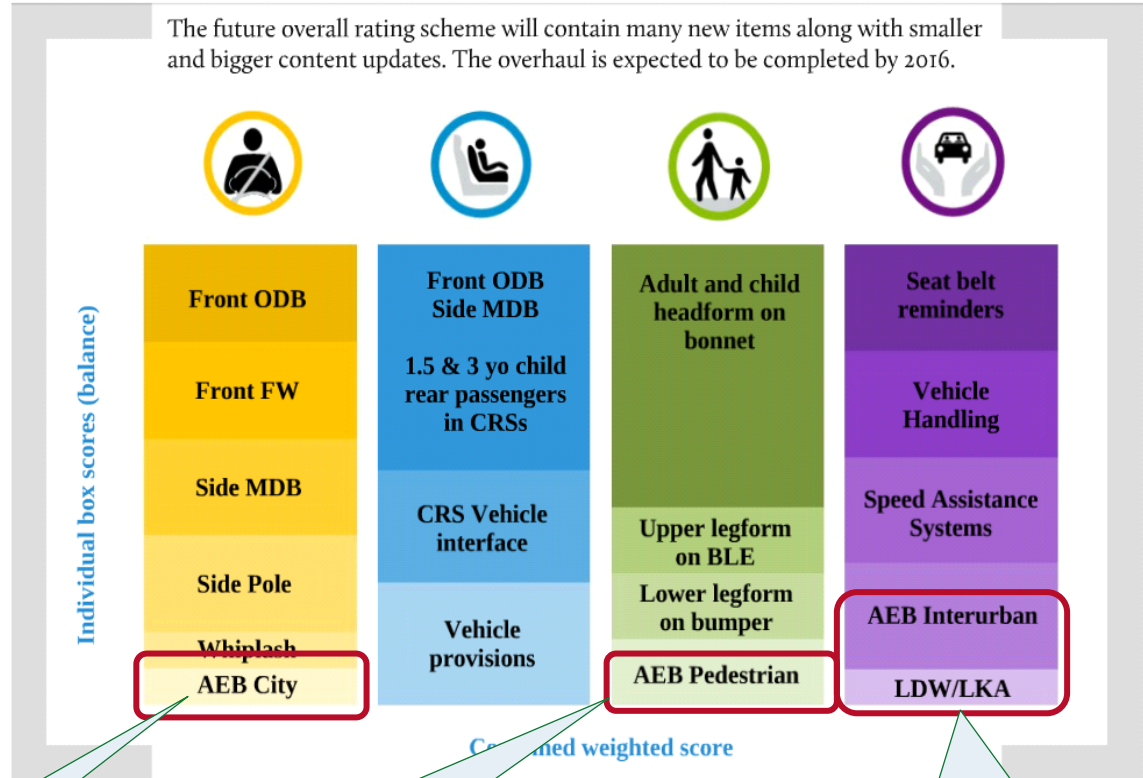 The future overall rating scheme will contain many new items along with smaller
and bigger content updates. The overhaul is expected to be completed by 2016.
Individual box scores (balance)
Front ODB
Front FW
Side MDB
Side Pole
Whiplash
AEB City
Front ODB
Side MDB
1.5 & 3 yo child
rear passengers
in CRSs
CRS Vehicle
interface
Vehicle
provisions
Adult and child
headform on
bonnet
Upper legform
on BLE
Lower legform
on bumper
AEB Pedestrian
Seat belt
reminders
Vehicle
Handling
Speed Assistance
Systems
AEB Interurban
LDW/LKA
weighted score